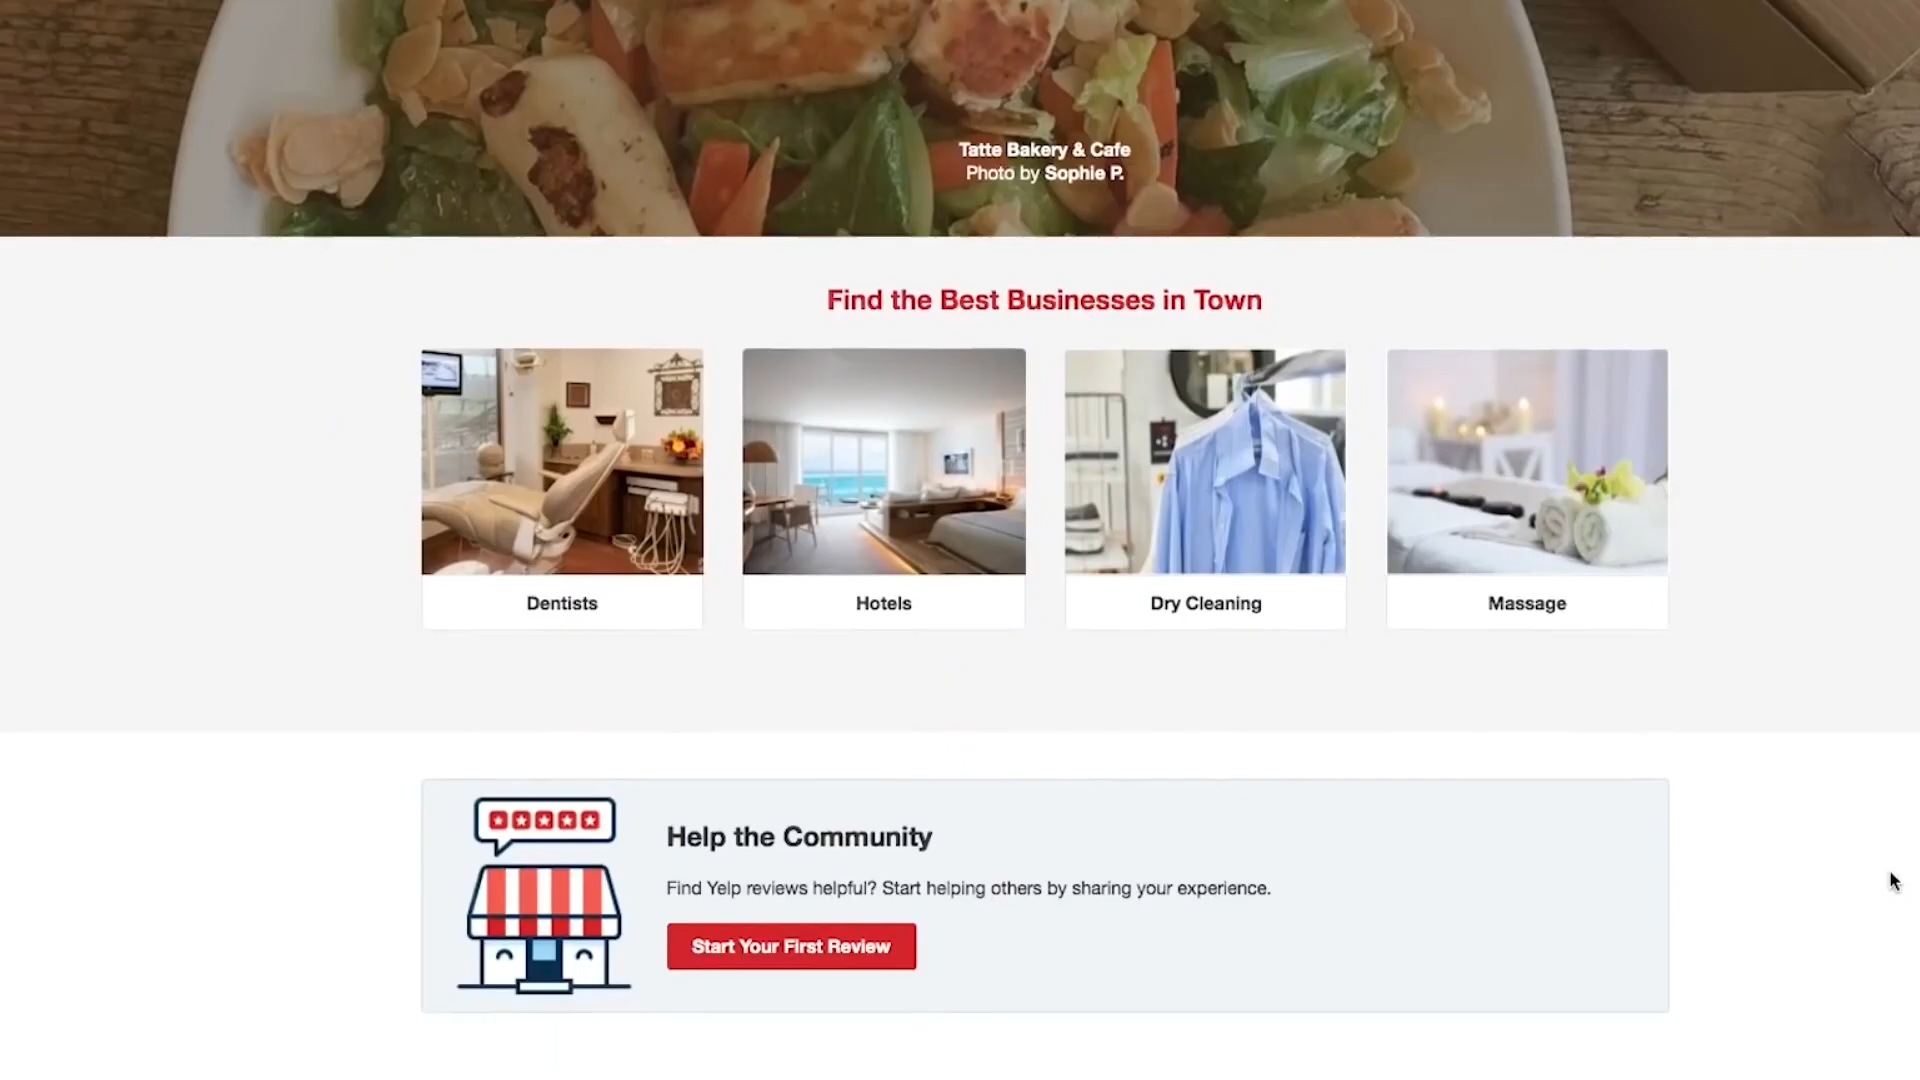 Tatte Bakery & Cafe
Photo by Sophie P.
Find the Best Businesses in Town
Dentists
Hotels
Dry Cleaning
Massage
Help the Community
Find Yelp reviews helpful? Start helping others by sharing your experience.
Start Your First Review